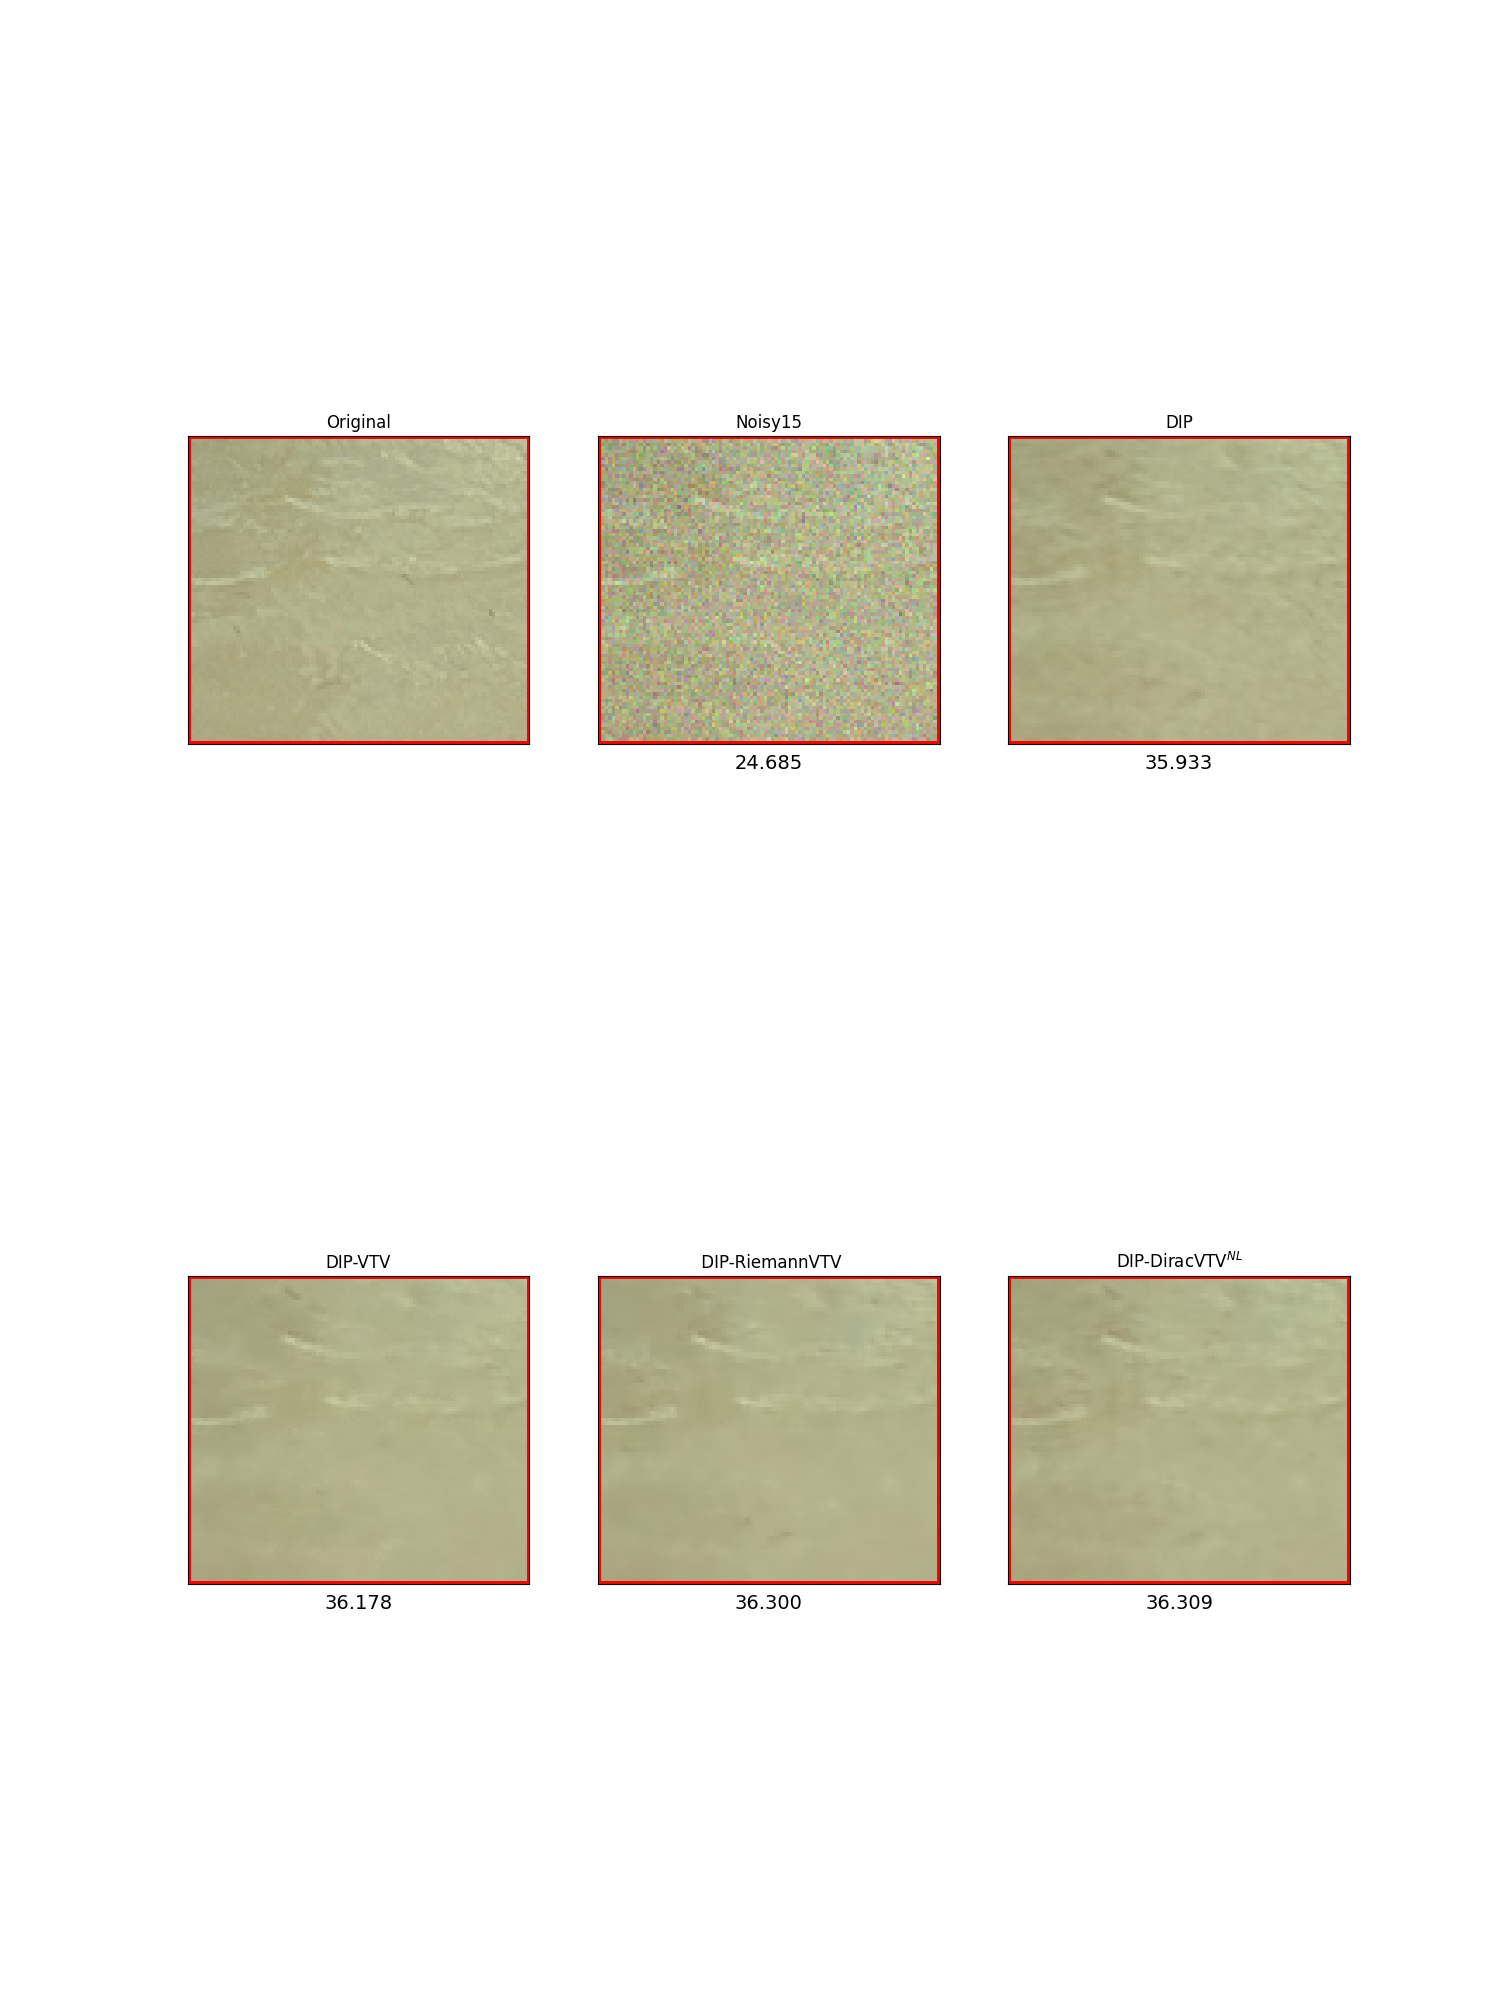 Original
Noisy15
DIP
24.685
35.933
DIP-VTV
DIP-RiemannVTV
DIP-DiracVTV^NL
36.178
36.300
36.309